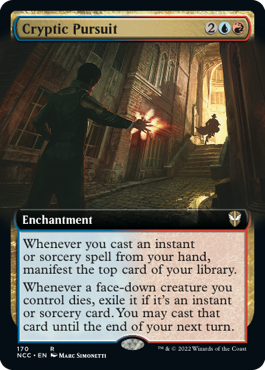 Cryptic Pursuit 2
Enchantment
Whenever you cast an instant
or sorcery spell from your hand,
manifest the top card of your library.
Whenever a face-down creature you
control dies, exile it if it's an instant
or sorcery card. You may cast
that card until the end of your next turn.
170 R
NCC • EN Marc Simonetti ™ & © 2022 Wizards of the Coast